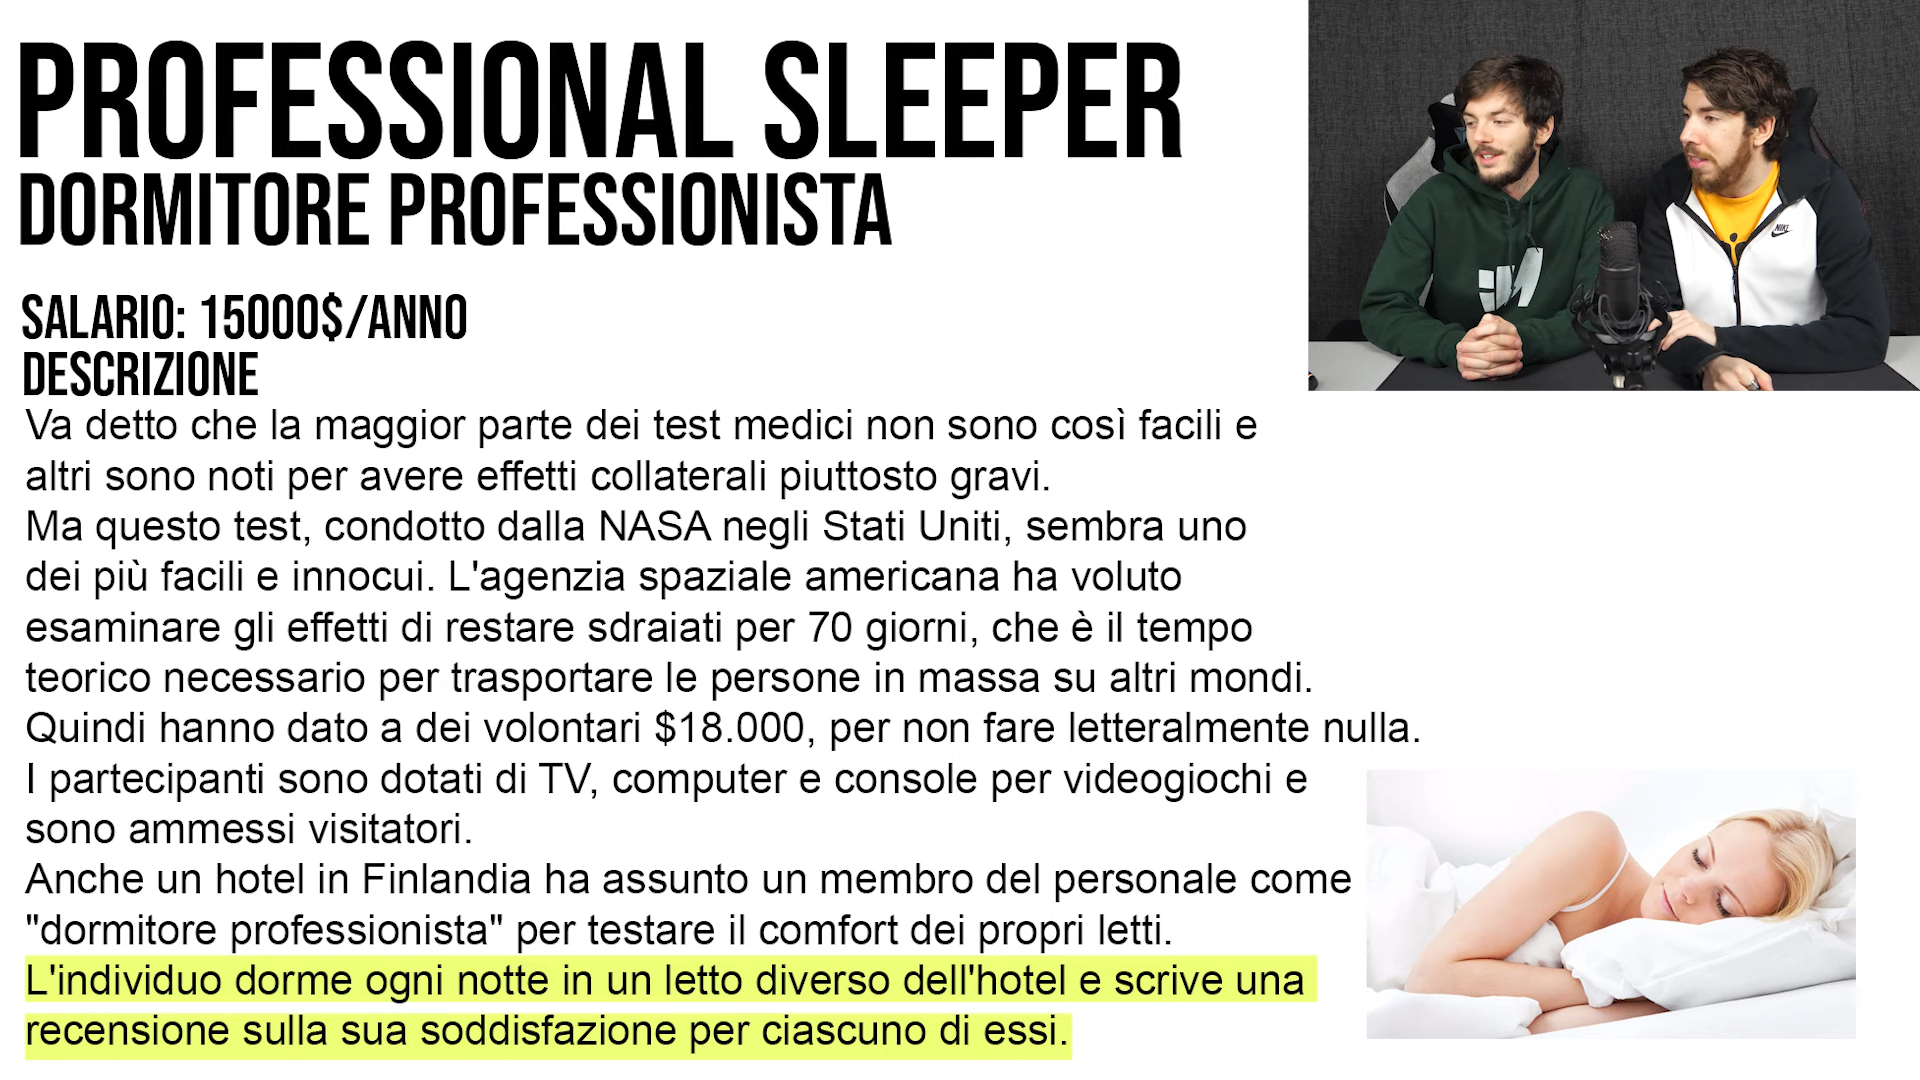 PROFESSIONAL SLEEPER
DORMITORE PROFESSIONISTA
SALARIO: 15000$/ANNO
DESCRIZIONE
Va detto che la maggior parte dei test medici non sono così facili e
altri sono noti per avere effetti collaterali piuttosto gravi.
Ma questo test, condotto dalla NASA negli Stati Uniti, sembra uno
dei più facili e innocui. L'agenzia spaziale americana ha voluto
esaminare gli effetti di restare sdraiati per 70 giorni, che è il tempo
teorico necessario per trasportare le persone in massa su altri mondi.
Quindi hanno dato a dei volontari $18.000, per non fare letteralmente nulla.
I partecipanti sono dotati di TV, computer e console per videogiochi e
sono ammessi visitatori.
Anche un hotel in Finlandia ha assunto un membro del personale come
"dormitore professionista" per testare il comfort dei propri letti.
L'individuo dorme ogni notte in un letto diverso dell'hotel e scrive una
recensione sulla sua soddisfazione per ciascuno di essi.
NIKE